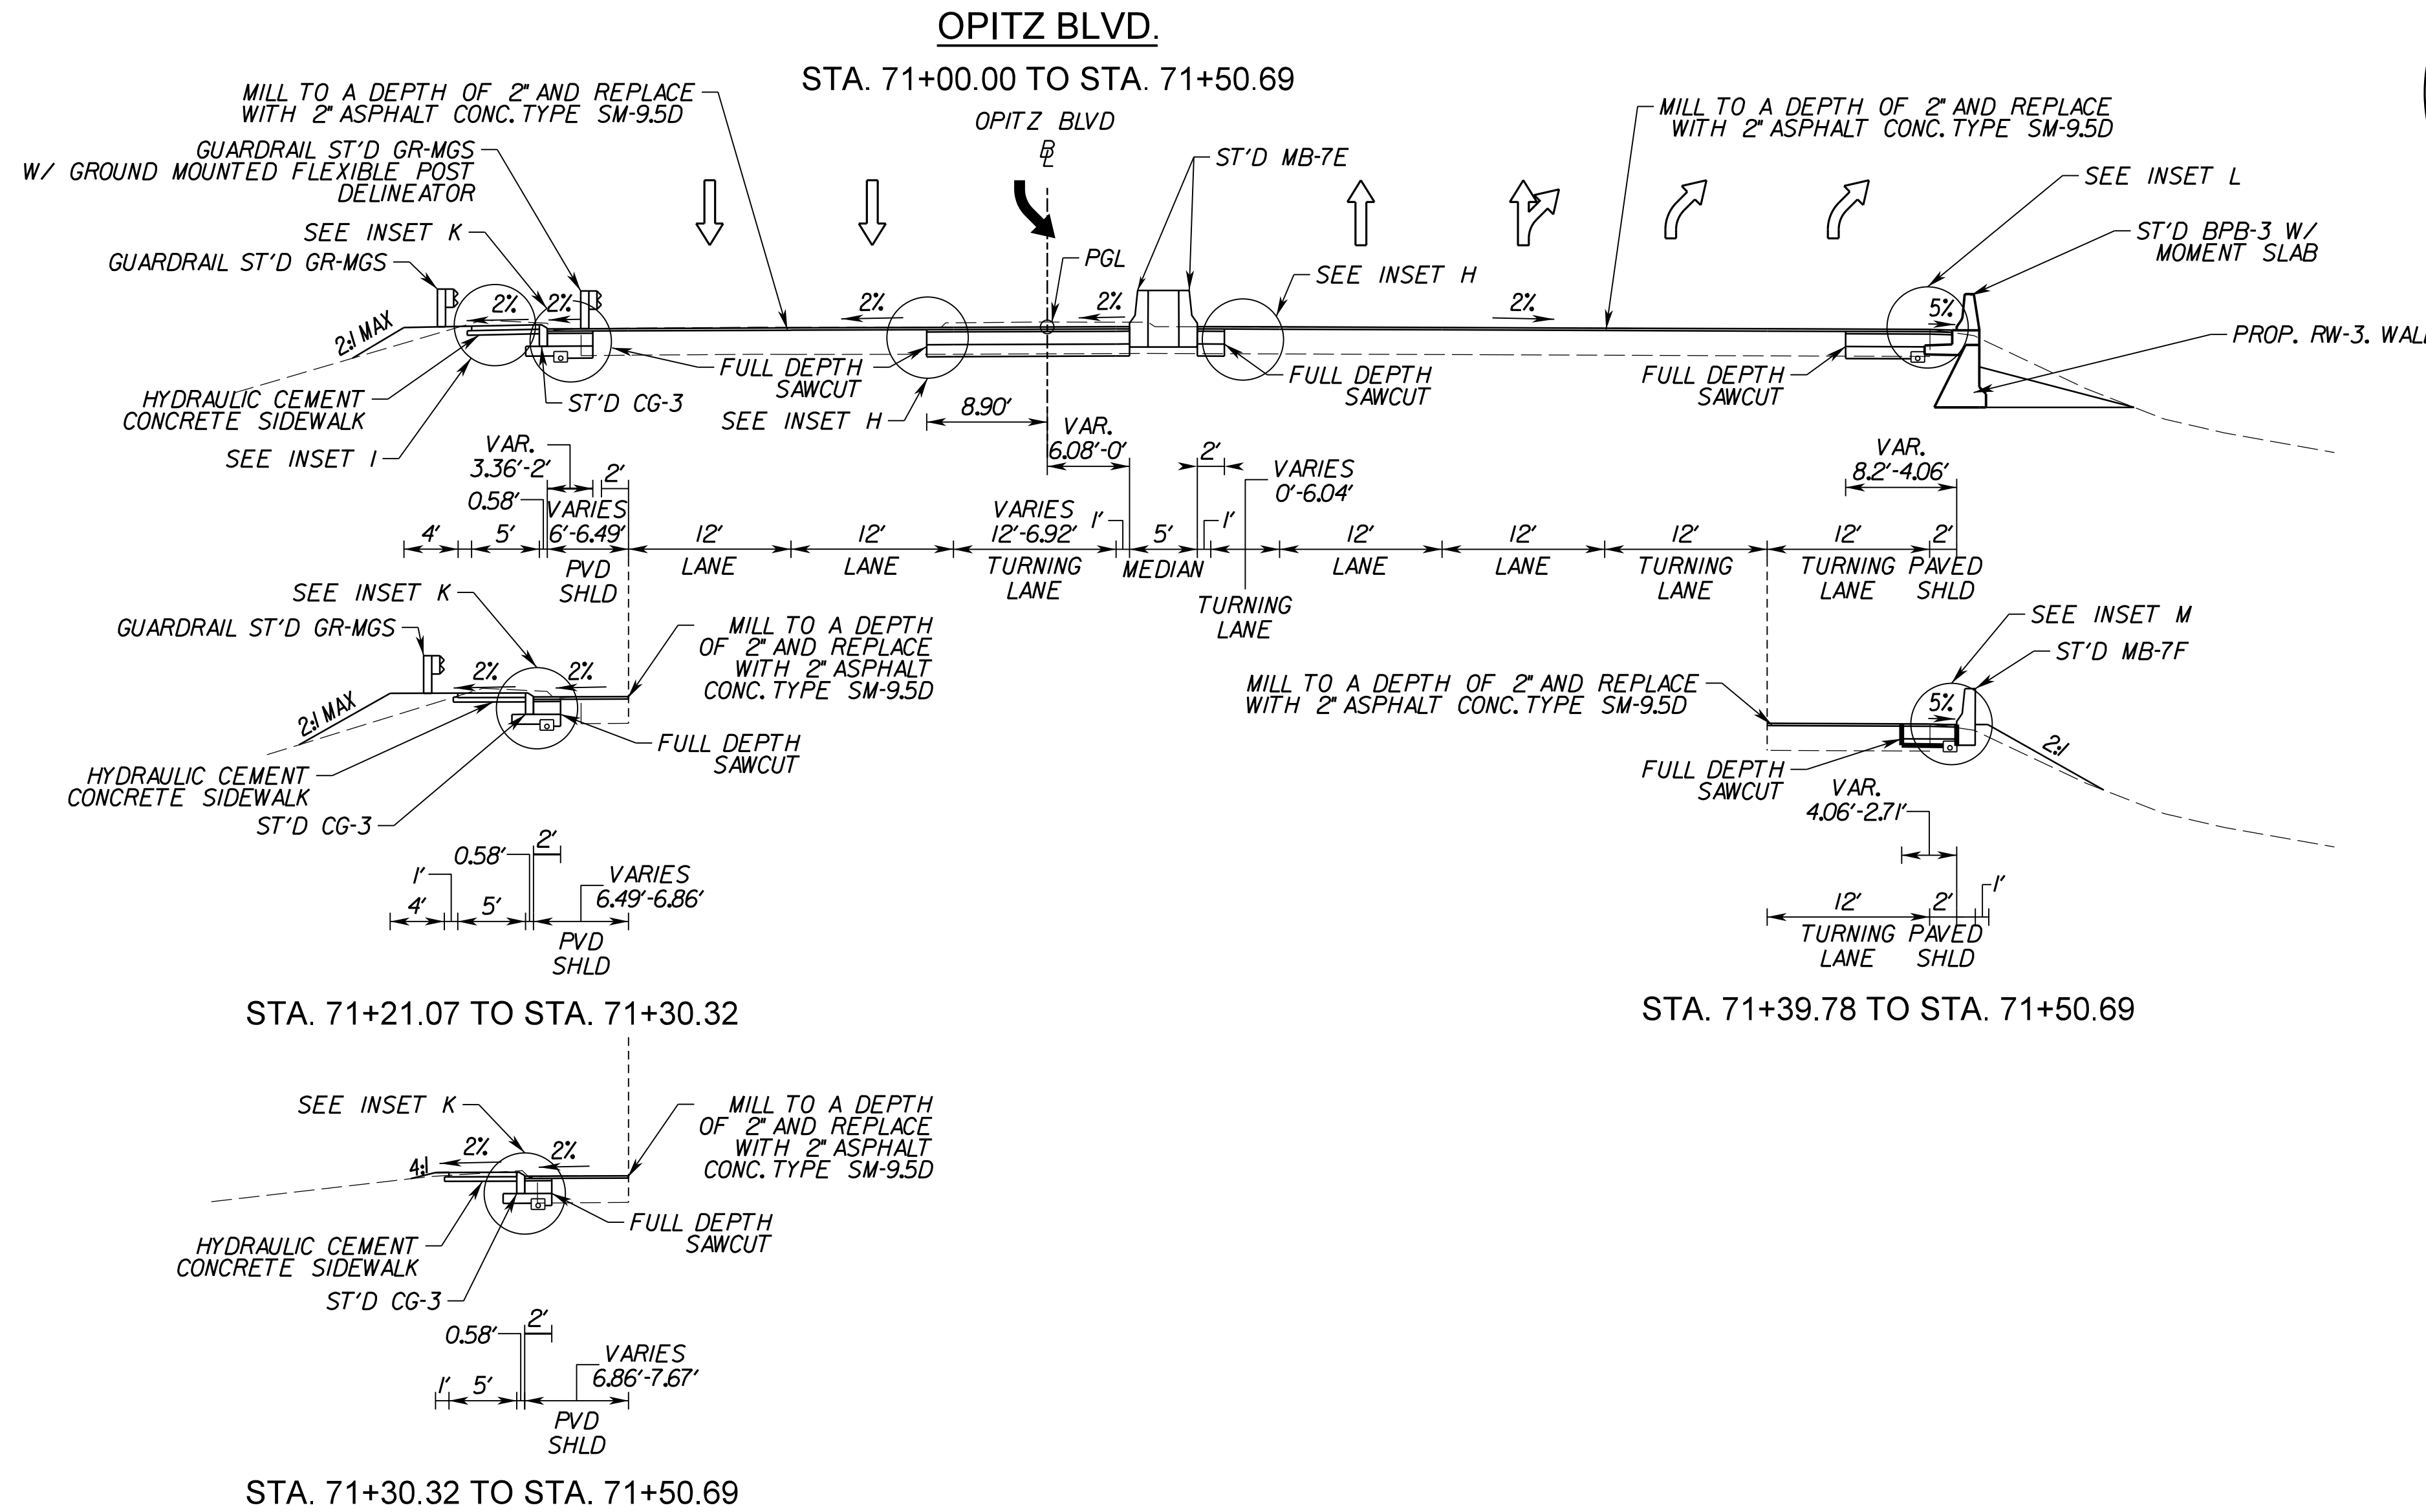 OPITZ BLVD.
STA. 71+00.00 TO STA. 71+50.69
MILL TO A DEPTH OF 2" AND REPLACE
WITH 2" ASPHALT CONC. TYPE SM-9.5D
GUARDRAIL ST'D GR-MGS
W/ GROUND MOUNTED FLEXIBLE POST
DELINEATOR
SEE INSET K
GUARDRAIL ST'D GR-MGS
OPITZ BLVD
BL
ST'D MB-7E
PGL
SEE INSET H
MILL TO A DEPTH OF 2" AND REPLACE
WITH 2" ASPHALT CONC. TYPE SM-9.5D
SEE INSET L
ST'D BPB-3 W/
MOMENT SLAB
PROP. RW-3. WALL
2:1 MAX
2%
2%
2%
2%
2%
5%
HYDRAULIC CEMENT
CONCRETE SIDEWALK
SEE INSET I
ST'D CG-3
FULL DEPTH
SAWCUT
SEE INSET H
FULL DEPTH
SAWCUT
FULL DEPTH
SAWCUT
8.90'
VAR.
6.08'-0'
2'
VARIES
0'-6.04'
VAR.
8.2'-4.06'
VAR.
3.36'-2'
2'
0.58'
4'
5'
VARIES
6'-6.49'
PVD
SHLD
12'
LANE
12'
LANE
VARIES
12'-6.92'
TURNING
LANE
1'
5'
MEDIAN
1'
TURNING
LANE
12'
LANE
12'
LANE
12'
TURNING
LANE
12'
TURNING
LANE
2'
PAVED
SHLD
SEE INSET K
GUARDRAIL ST'D GR-MGS
2:1 MAX
2%
2%
MILL TO A DEPTH
OF 2" AND REPLACE
WITH 2" ASPHALT
CONC. TYPE SM-9.5D
FULL DEPTH
SAWCUT
HYDRAULIC CEMENT
CONCRETE SIDEWALK
ST'D CG-3
0.58'
2'
1'
4'
5'
VARIES
6.49'-6.86'
PVD
SHLD
STA. 71+21.07 TO STA. 71+30.32
SEE INSET M
ST'D MB-7F
MILL TO A DEPTH OF 2" AND REPLACE
WITH 2" ASPHALT CONC. TYPE SM-9.5D
5%
2:1
FULL DEPTH
SAWCUT
VAR.
4.06'-2.71'
1'
12'
2'
TURNING
LANE
PAVED
SHLD
STA. 71+39.78 TO STA. 71+50.69
SEE INSET K
4:1
2%
2%
MILL TO A DEPTH
OF 2" AND REPLACE
WITH 2" ASPHALT
CONC. TYPE SM-9.5D
FULL DEPTH
SAWCUT
HYDRAULIC CEMENT
CONCRETE SIDEWALK
ST'D CG-3
0.58'
2'
1'
5'
VARIES
6.86'-7.67'
PVD
SHLD
STA. 71+30.32 TO STA. 71+50.69